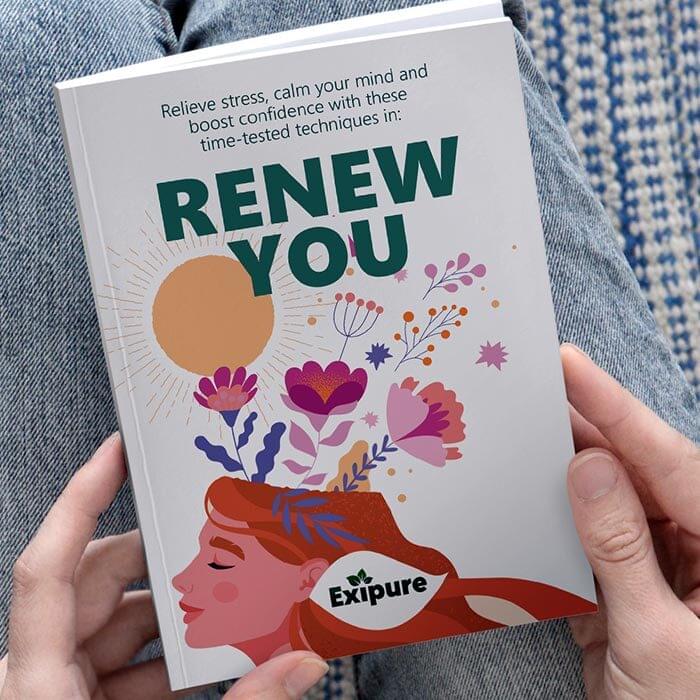 Relieve stress, calm your mind and
boost confidence with these
time-tested techniques in:
RENEW
YOU
Exipure